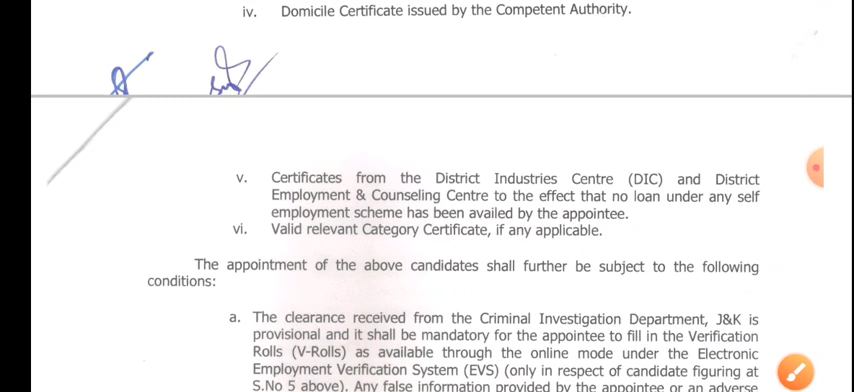 iv. Domicile Certificate issued by the Competent Authority.
v. Certificates from the District Industries Centre (DIC) and District
Employment & Counseling Centre to the effect that no loan under any self
employment scheme has been availed by the appointee.
vi. Valid relevant Category Certificate, if any applicable.
The appointment of the above candidates shall further be subject to the following
conditions:
a. The clearance received from the Criminal Investigation Department, J&K is
provisional and it shall be mandatory for the appointee to fill in the Verification
Rolls (V-Rolls) as available through the online mode under the Electronic
Employment Verification System (EVS) (only in respect of candidate figuring at
S.No 5 above). Any false information provided by the appointee or an adverse